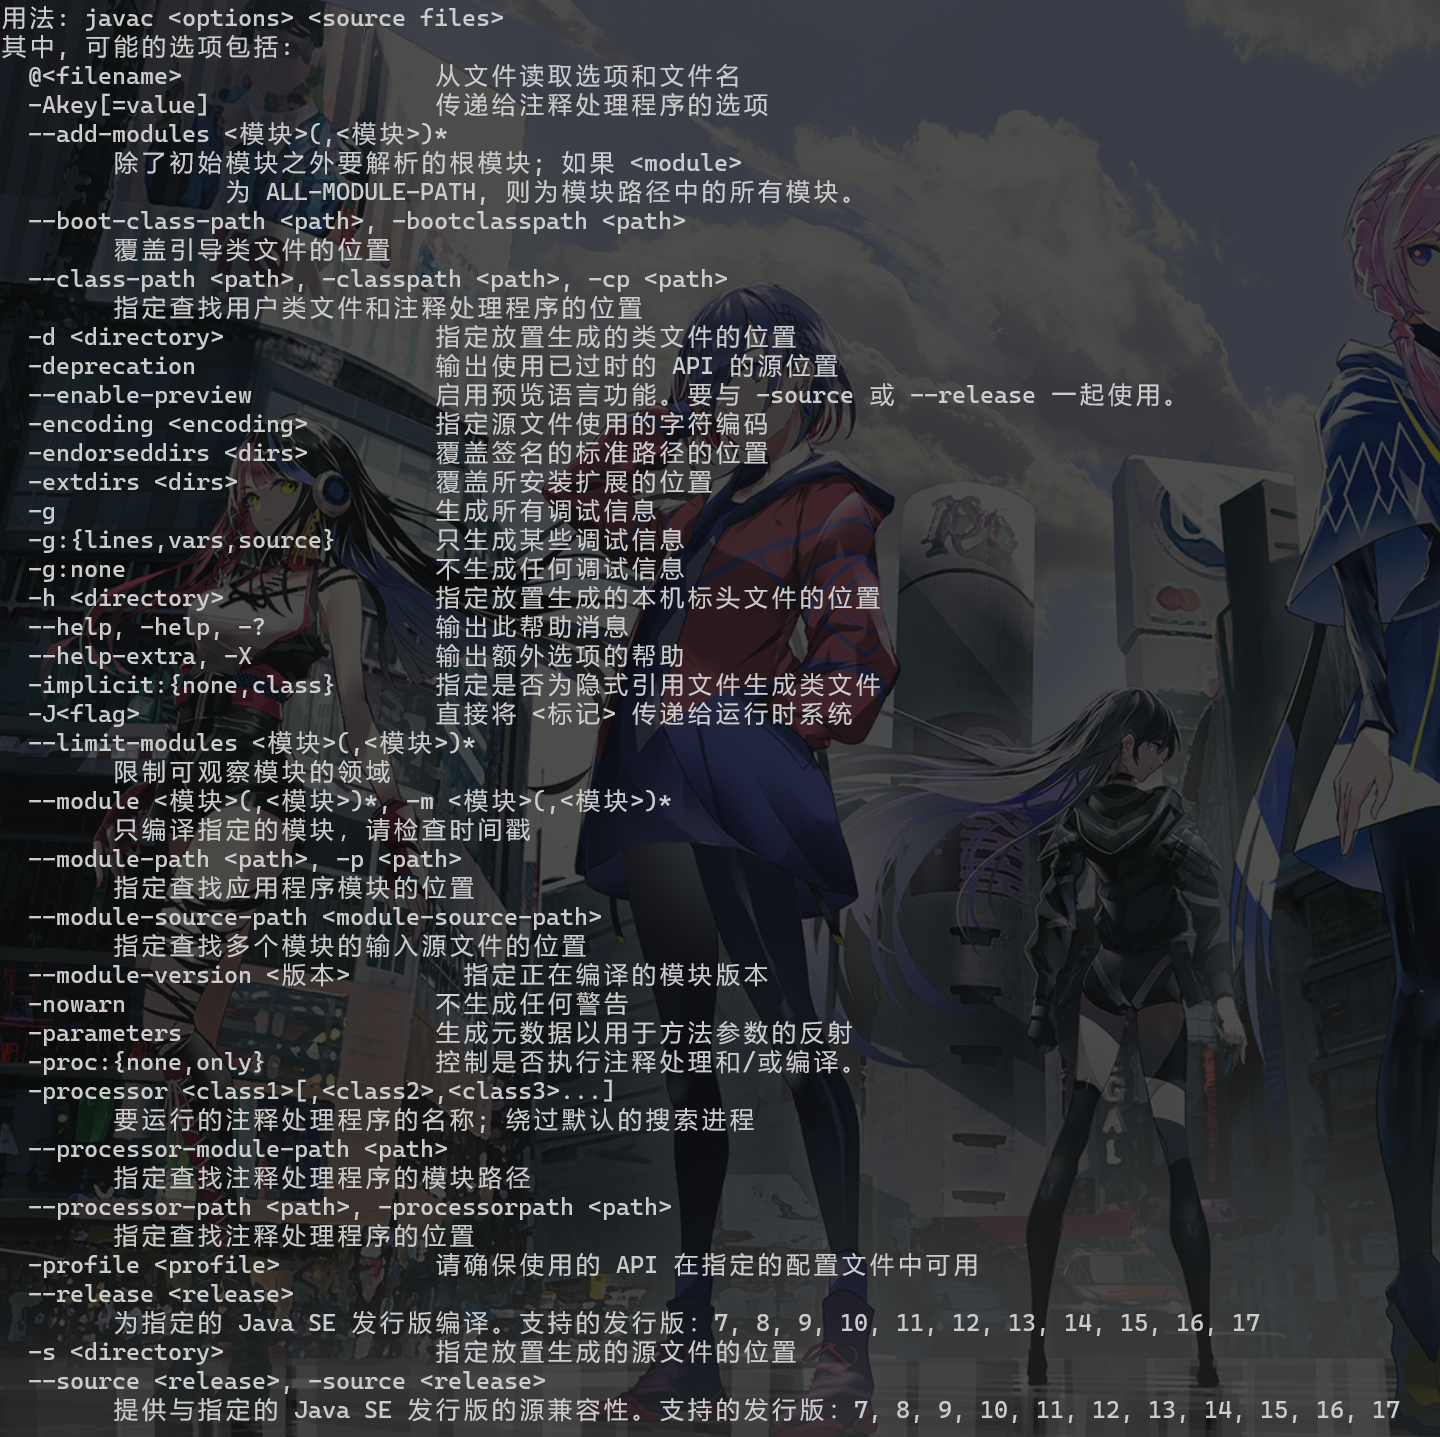 用法: javac <options> <source files>
其中, 可能的选项包括:
@<filename> 从文件读取选项和文件名
-Akey[=value] 传递给注释处理程序的选项
--add-modules <模块>(,<模块>)*
除了初始模块之外要解析的根模块; 如果 <module>
为 ALL-MODULE-PATH, 则为模块路径中的所有模块。
--boot-class-path <path>, -bootclasspath <path>
覆盖引导类文件的位置
--class-path <path>, -classpath <path>, -cp <path>
指定查找用户类文件和注释处理程序的位置
-d <directory> 指定放置生成的类文件的位置
-deprecation 输出使用已过时的 API 的源位置
--enable-preview 启用预览语言功能。要与 -source 或 --release 一起使用。
-encoding <encoding> 指定源文件使用的字符编码
-endorseddirs <dirs> 覆盖签名的标准路径的位置
-extdirs <dirs> 覆盖所安装扩展的位置
-g 生成所有调试信息
-g:{lines,vars,source} 只生成某些调试信息
-g:none 不生成任何调试信息
-h <directory> 指定放置生成的本机标头文件的位置
--help, -help, -? 输出此帮助消息
--help-extra, -X 输出额外选项的帮助
-implicit:{none,class} 指定是否为隐式引用文件生成类文件
-J<flag> 直接将 <标记> 传递给运行时系统
--limit-modules <模块>(,<模块>)*
限制可观察模块的领域
--module <模块>(,<模块>)*, -m <模块>(,<模块>)*
只编译指定的模块, 请检查时间戳
--module-path <path>, -p <path>
指定查找应用程序模块的位置
--module-source-path <module-source-path>
指定查找多个模块的输入源文件的位置
--module-version <版本> 指定正在编译的模块版本
-nowarn 不生成任何警告
-parameters 生成元数据以用于方法参数的反射
-proc:{none,only} 控制是否执行注释处理和/或编译。
-processor <class1>[,<class2>,<class3>...]
要运行的注释处理程序的名称; 绕过默认的搜索进程
--processor-module-path <path>
指定查找注释处理程序的模块路径
--processor-path <path>, -processorpath <path>
指定查找注释处理程序的位置
-profile <profile> 请确保使用的 API 在指定的配置文件中可用
--release <release>
为指定的 Java SE 发行版编译。支持的发行版: 7, 8, 9, 10, 11, 12, 13, 14, 15, 16, 17
-s <directory> 指定放置生成的源文件的位置
--source <release>, -source <release>
提供与指定的 Java SE 发行版的源兼容性。支持的发行版: 7, 8, 9, 10, 11, 12, 13, 14, 15, 16, 17